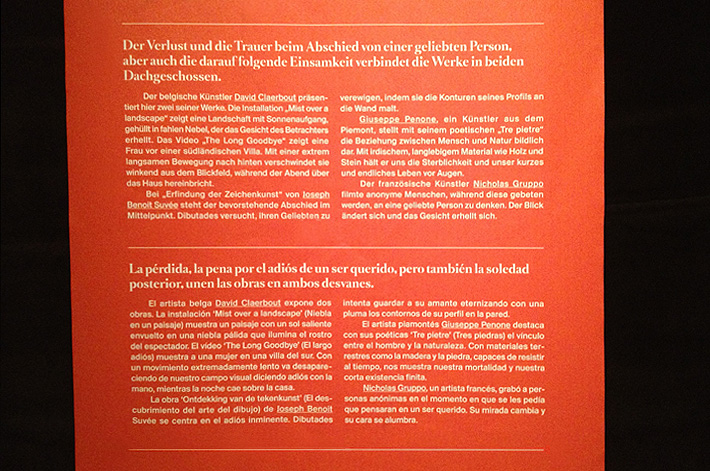 Der Verlust und die Trauer beim Abschied von einer geliebten Person,
aber auch die darauf folgende Einsamkeit verbindet die Werke in beiden
Dachgeschossen.
Der belgische Künstler David Claerbout präsen-
tiert hier zwei seiner Werke. Die Installation „Mist over a
landscape“ zeigt eine Landschaft mit Sonnenaufgang,
gehüllt in fahlen Nebel, der das Gesicht des Betrachters
erhellt. Das Video „The Long Goodbye“ zeigt eine
Frau vor einer südländischen Villa. Mit einer extrem
langsamen Bewegung nach hinten verschwindet sie
winkend aus dem Blickfeld, während der Abend über
das Haus hereinbricht.
Bei „Erfindung der Zeichenkunst“ von Joseph
Benoit Suvée steht der bevorstehende Abschied im
Mittelpunkt. Dibutades versucht, ihren Geliebten zu
verewigen, indem sie die Konturen seines Profils an
die Wand malt.
Giuseppe Penone, ein Künstler aus dem
Piemont, stellt mit seinem poetischen „Tre pietre“
die Beziehung zwischen Mensch und Natur bildlich
dar. Mit irdischem, langlebigem Material wie Holz und
Stein hält er uns die Sterblichkeit und unser kurzes
und endliches Leben vor Augen.
Der französische Künstler Nicholas Gruppo
filmte anonyme Menschen, während diese gebeten
werden, an eine geliebte Person zu denken. Der Blick
ändert sich und das Gesicht erhellt sich.
La pérdida, la pena por el adiós de un ser querido, pero también la soledad
posterior, unen las obras en ambos desvanes.
El artista belga David Claerbout expone dos
obras. La instalación ‘Mist over a landscape’ (Niebla
en un paisaje) muestra un paisaje con un sol saliente
envuelto en una niebla pálida que ilumina el rostro
del espectador. El video ‘The Long Goodbye’ (El largo
adiós) muestra a una mujer en una villa del sur. Con
un movimiento extremadamente lento va desapare-
ciendo de nuestro campo visual diciendo adiós con la
mano, mientras la noche cae sobre la casa.
La obra ‘Ontdekking van de tekenkunst’ (El des-
cubrimiento del arte del dibujo) de Joseph Benoit
Suvée se centra en el adiós inminente. Dibutades
intenta guardar a su amante eternizando con una
pluma los contornos de su perfil en la pared.
El artista piamontés Giuseppe Penone destaca
con sus poéticas ‘Tre pietre’ (Tres piedras) el vínculo
entre el hombre y la naturaleza. Con materiales ter-
restres como la madera y la piedra, capaces de resistir
al tiempo, nos muestra nuestra mortalidad y nuestra
corta existencia finita.
Nicholas Gruppo, un artista francés, grabó a per-
sonas anónimas en el momento en que se les pedía
que pensaran en un ser querido. Su mirada cambia y
su cara se alumbra.